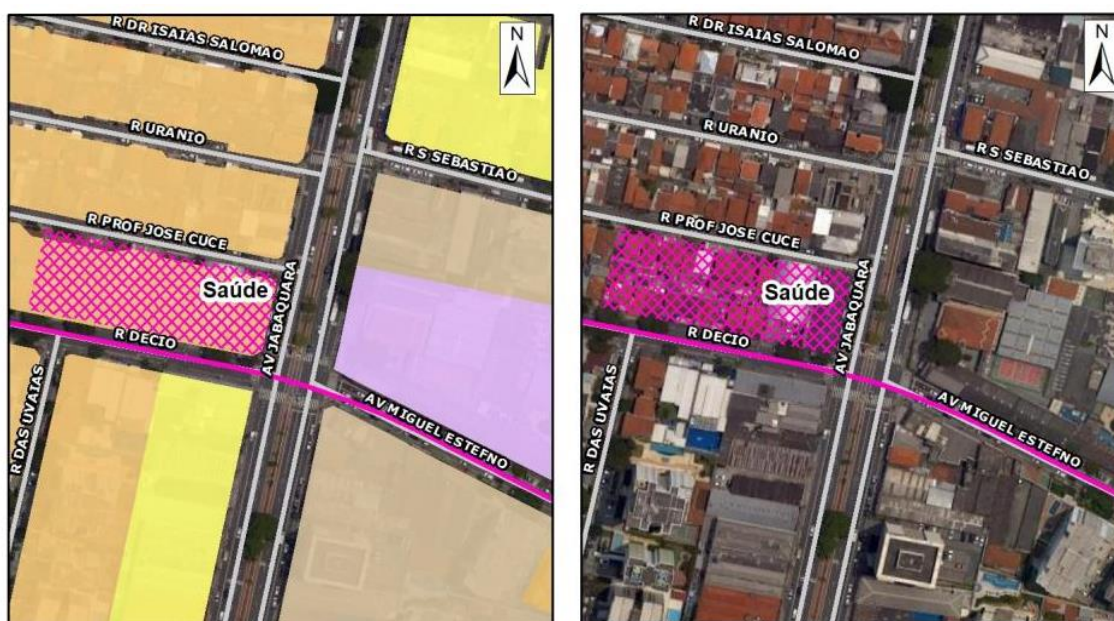 R DR ISAIAS SALOMAO
N
R URANIO
R S SEBASTIAO
R PROF JOSE CUCE
Saúde
R DECIO
AV JABAQUARA
AV MIGUEL ESTEFNO
R DAS UVAIAS
R DR ISAIAS SALOMAO
N
R URANIO
R S SEBASTIAO
R PROF JOSE CUCE
Saúde
R DECIO
AV JABAQUARA
AV MIGUEL ESTEFNO
R DAS UVAIAS